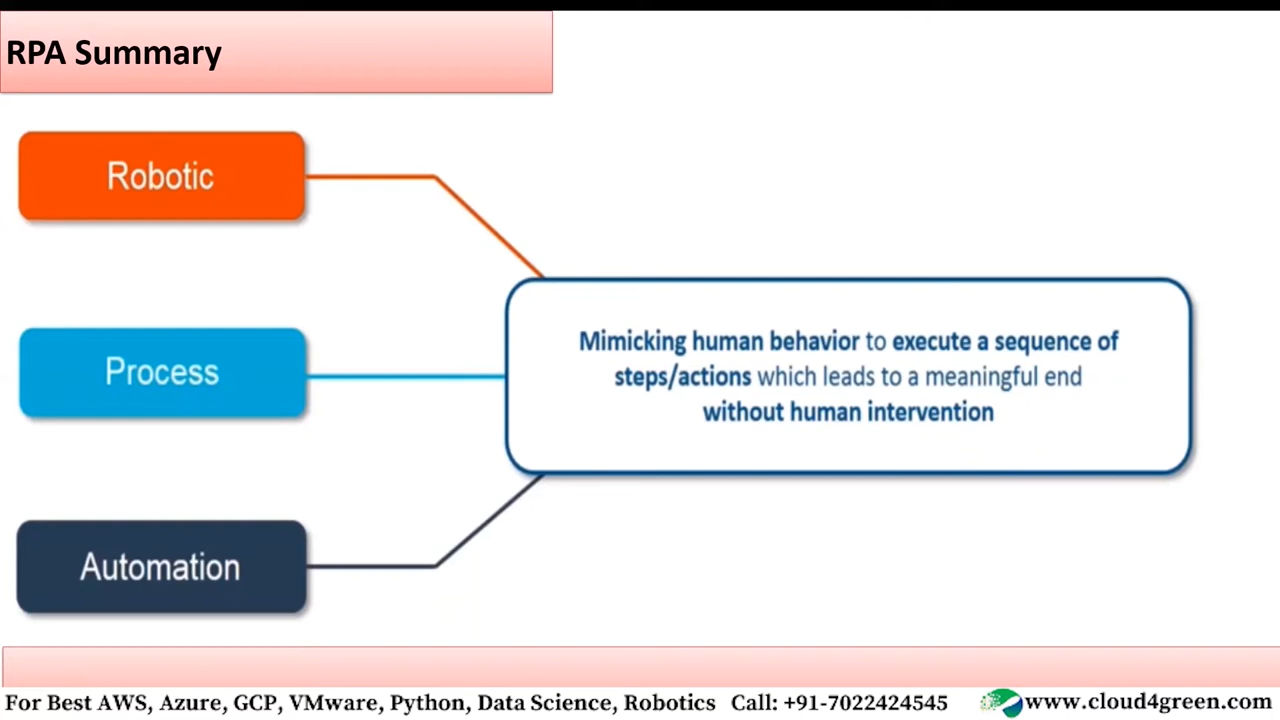 RPA Summary
Robotic
Process
Automation
Mimicking human behavior to execute a sequence of
steps/actions which leads to a meaningful end
without human intervention
For Best AWS, Azure, GCP, VMware, Python, Data Science, Robotics Call: +91-7022424545 www.cloud4green.com